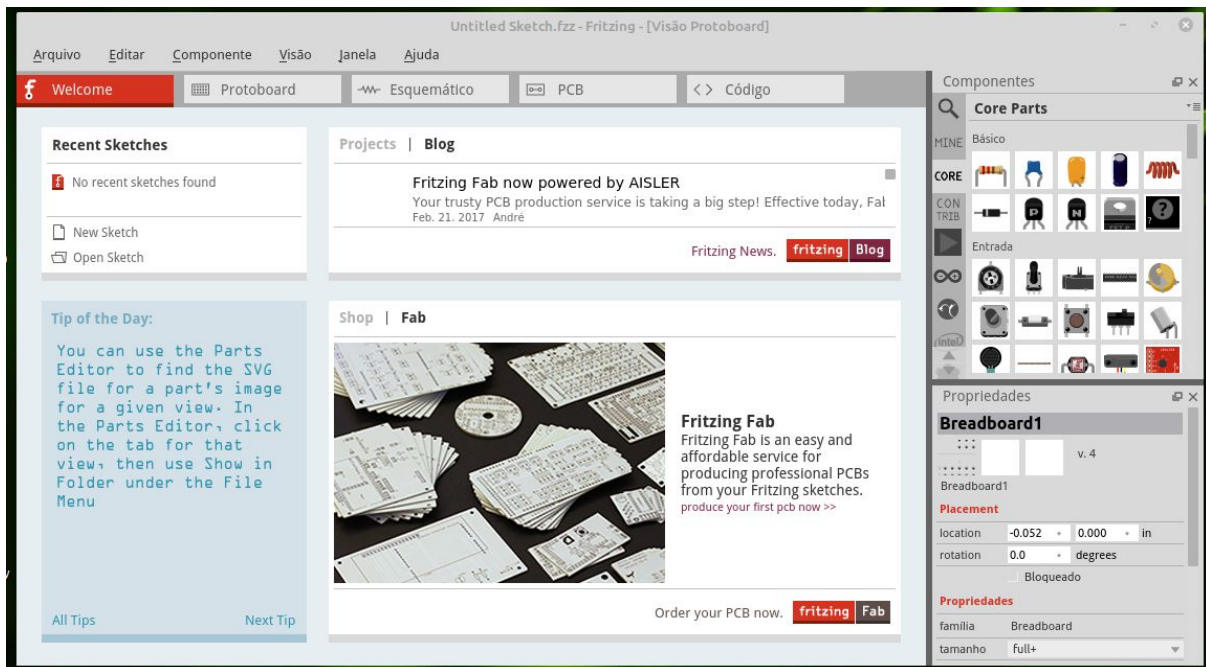 Untitled Sketch.fzz - Fritzing - [Visão Protoboard]
Arquivo Editar Componente Visão Janela Ajuda
Welcome Protoboard Esquemático PCB Código
Recent Sketches
No recent sketches found
New Sketch
Open Sketch
Projects | Blog
Fritzing Fab now powered by AISLER
Your trusty PCB production service is taking a big step! Effective today, Fal
Feb. 21. 2017 André
Fritzing News. fritzing Blog
Tip of the Day:
You can use the Parts
Editor to find the SVG
file for a part's image
for a given view. In
the Parts Editor, click
on the tab for that
view, then use Show in
Folder under the File
Menu
All Tips Next Tip
Shop | Fab
Fritzing Fab
Fritzing Fab is an easy and
affordable service for
producing professional PCBs
from your Fritzing sketches.
produce your first pcb now >>
Order your PCB now. fritzing Fab
Componentes
Core Parts
MINE
CORE
CON
TRIB
intel
Básico
P N ?
Entrada
Propriedades
Breadboard1
v. 4
Breadboard1
Placement
location -0.052 0.000 in
rotation 0.0 degrees
Bloqueado
Propriedades
família Breadboard
tamanho full+